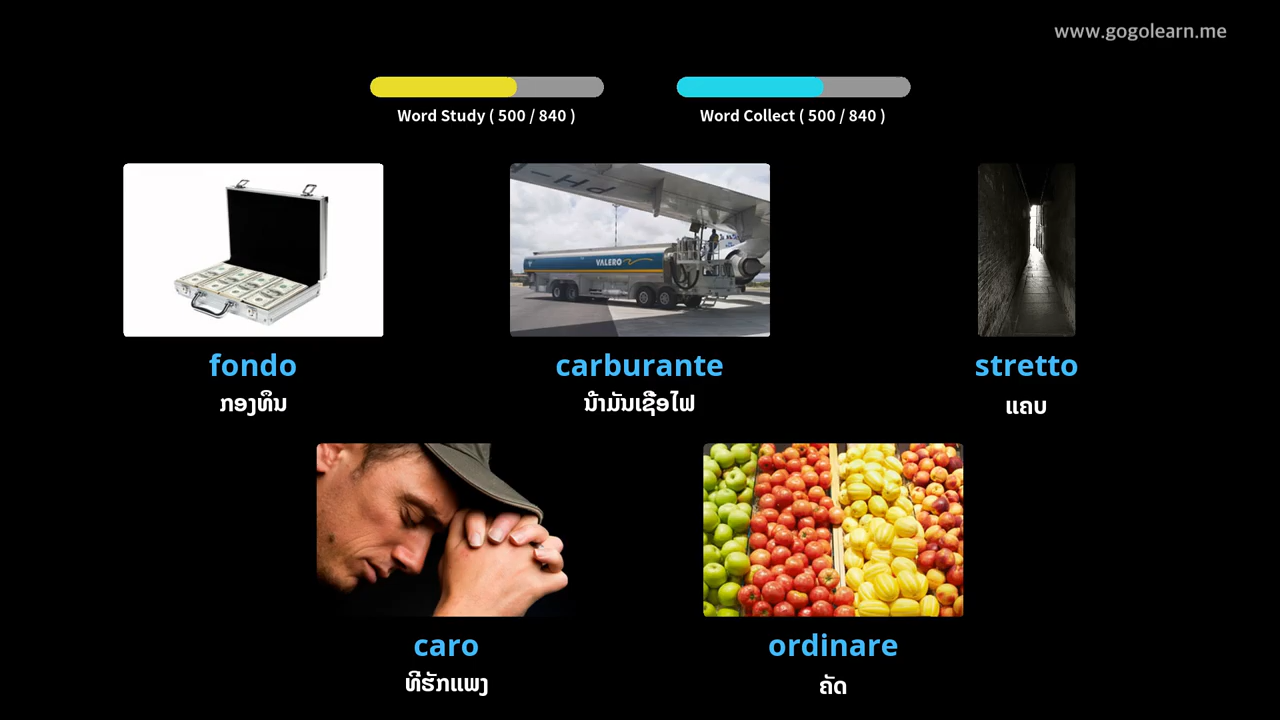 www.gogolearn.me
Word Study ( 500 / 840 )
Word Collect ( 500 / 840 )
PH-
VALERO
fondo
ກອງທຶນ
carburante
ນ້ຳມັນເຊື້ອໄຟ
stretto
ແຄບ
caro
ທີ່ຮັກແພງ
ordinare
ຄັດ